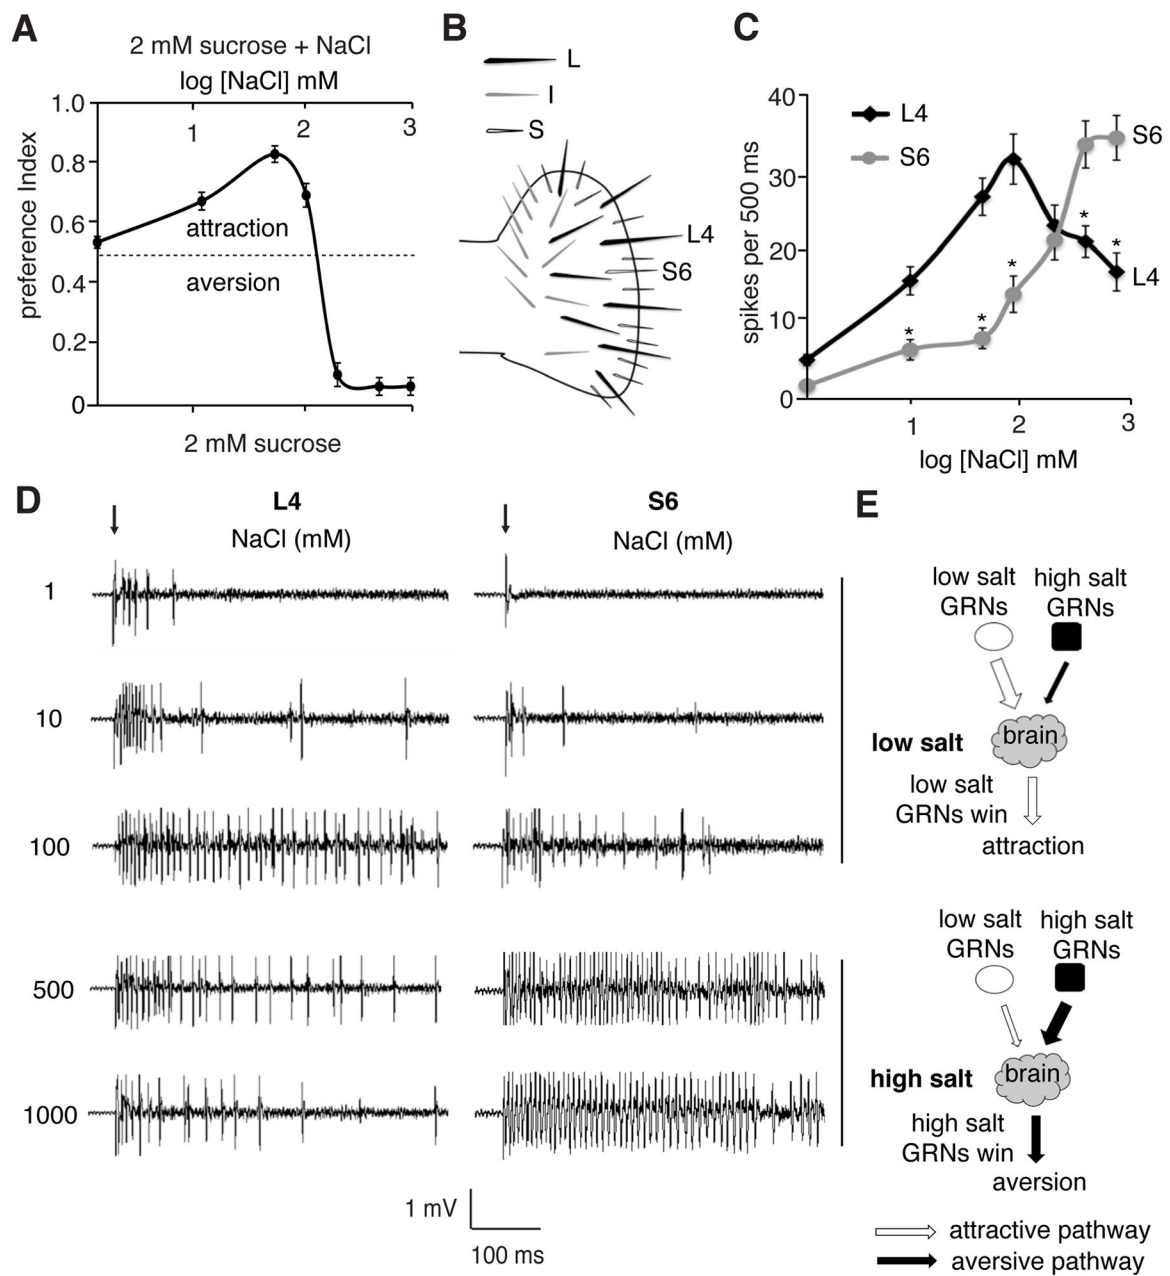 A
2 mM sucrose + NaCl
log [NaCl] mM
preference Index
1.0
0.8
0.6
0.4
0.2
0
1
2
3
attraction
aversion
2 mM sucrose
B
L
I
S
L4
S6
C
spikes per 500 ms
40
30
20
10
0
L4
S6
S6
L4
*
*
*
*
*
1
2
3
log [NaCl] mM
D
L4
NaCl (mM)
S6
NaCl (mM)
1
10
100
500
1000
1 mV
100 ms
E
low salt
GRNs
high salt
GRNs
brain
low salt
low salt
GRNs win
attraction
low salt
GRNs
high salt
GRNs
brain
high salt
high salt
GRNs win
aversion
attractive pathway
aversive pathway